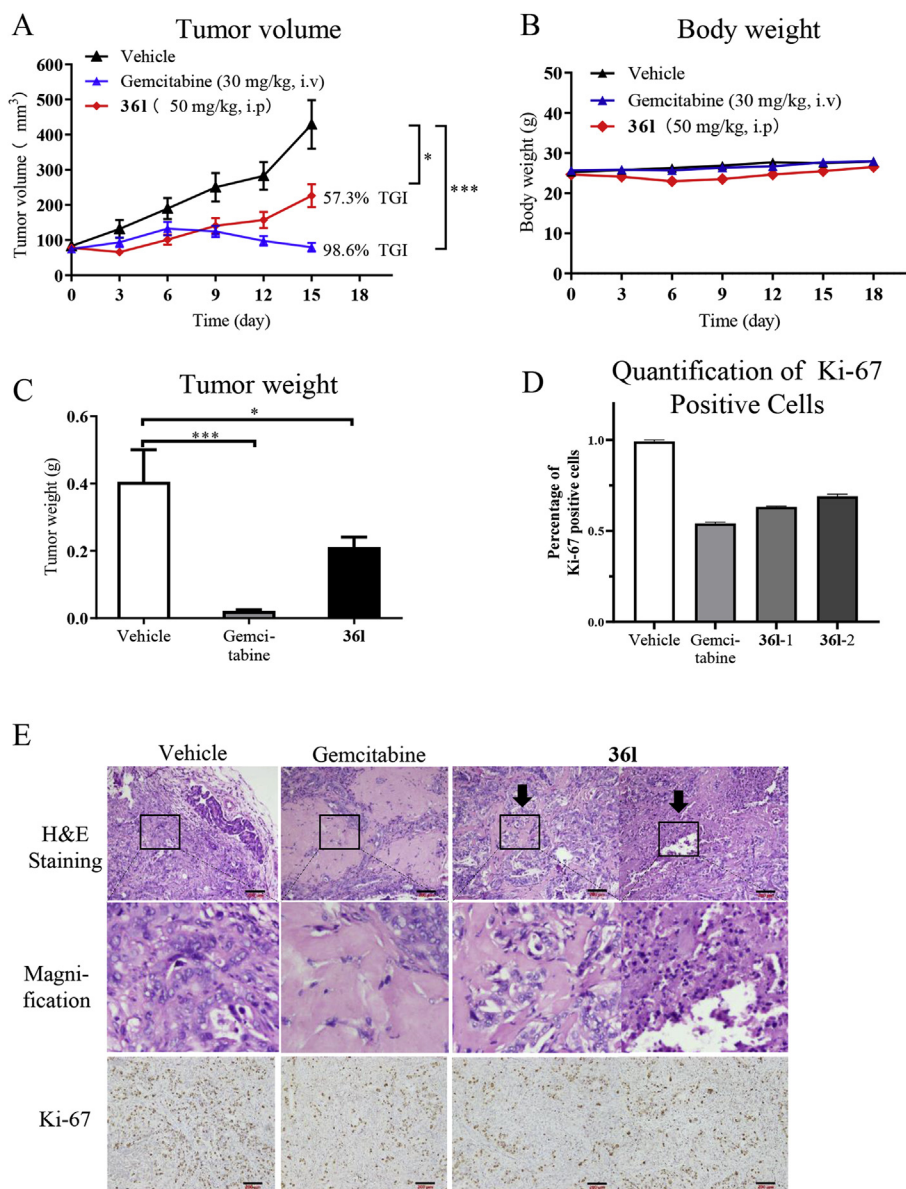 A
Tumor volume
Vehicle
Gemcitabine (30 mg/kg, i.v)
36l ( 50 mg/kg, i.p)
Tumor volume ( mm3)
600
500
400
300
200
100
0
0 3 6 9 12 15 18
Time (day)
*
***
57.3% TGI
98.6% TGI
B
Body weight
Vehicle
Gemcitabine (30 mg/kg, i.v)
36l (50 mg/kg, i.p)
Body weight (g)
50
40
30
20
10
0
0 3 6 9 12 15 18
Time (day)
C
Tumor weight
Tumor weight (g)
0.6
0.4
0.2
0.0
*
***
Vehicle
Gemci-
tabine
36l
D
Quantification of Ki-67
Positive Cells
Percentage of
Ki-67 positive cells
1.0
0.5
0.0
Vehicle
Gemci-
tabine
36l-1
36l-2
E
Vehicle Gemcitabine 36l
H&E
Staining
Magni-
fication
Ki-67